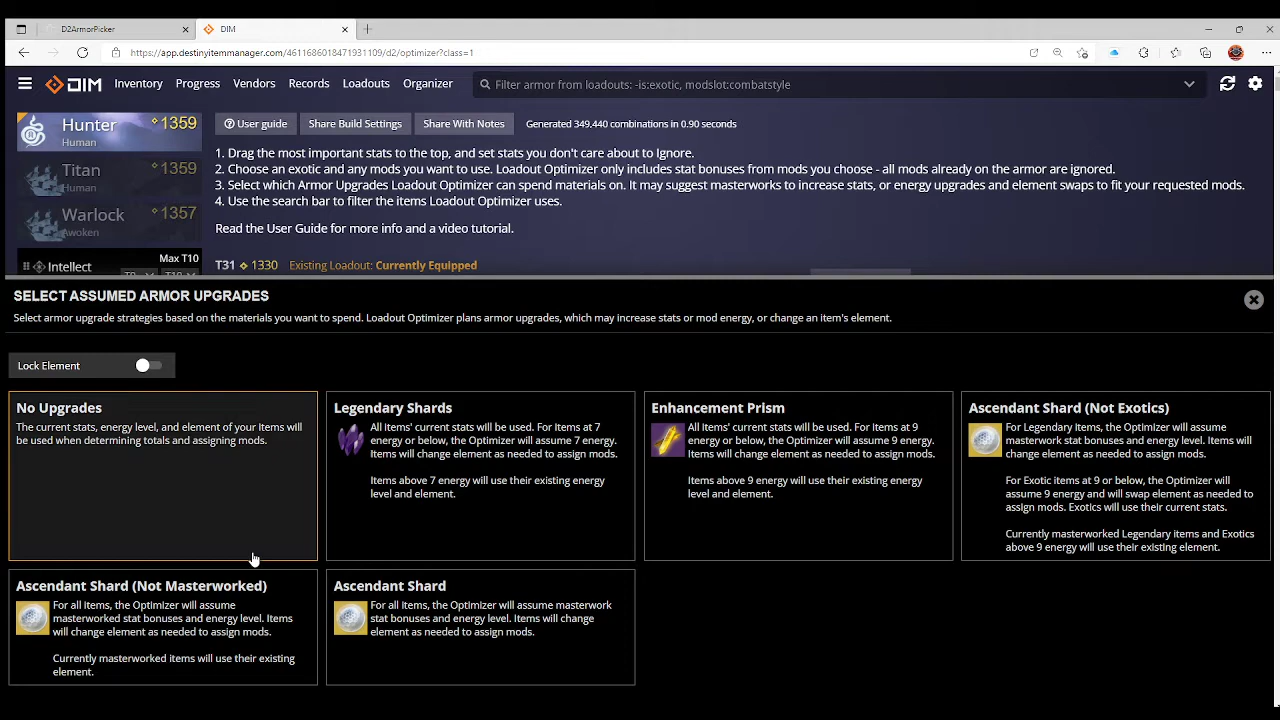 D2ArmorPicker
DIM
https://app.destinyitemmanager.com/4611686018471931109/d2/optimizer?class=1
DIM Inventory Progress Vendors Records Loadouts Organizer
Filter armor from loadouts: -is:exotic, modslot:combatstyle
Hunter 1359
Human
Titan 1359
Human
Warlock 1357
Awoken
Max T10
Intellect
User guide Share Build Settings Share With Notes Generated 349,440 combinations in 0.90 seconds
1. Drag the most important stats to the top, and set stats you don't care about to Ignore.
2. Choose an exotic and any mods you want to use. Loadout Optimizer only includes stat bonuses from mods you choose - all mods already on the armor are ignored.
3. Select which Armor Upgrades Loadout Optimizer can spend materials on. It may suggest masterworks to increase stats, or energy upgrades and element swaps to fit your requested mods.
4. Use the search bar to filter the items Loadout Optimizer uses.
Read the User Guide for more info and a video tutorial.
T31 1330 Existing Loadout: Currently Equipped
SELECT ASSUMED ARMOR UPGRADES
Select armor upgrade strategies based on the materials you want to spend. Loadout Optimizer plans armor upgrades, which may increase stats or mod energy, or change an item's element.
Lock Element
No Upgrades
The current stats, energy level, and element of your items will
be used when determining totals and assigning mods.
Legendary Shards
All items' current stats will be used. For items at 7
energy or below, the Optimizer will assume 7 energy.
Items will change element as needed to assign mods.
Items above 7 energy will use their existing energy
level and element.
Enhancement Prism
All items' current stats will be used. For items at 9
energy or below, the Optimizer will assume 9 energy.
Items will change element as needed to assign mods.
Items above 9 energy will use their existing energy
level and element.
Ascendant Shard (Not Exotics)
For Legendary items, the Optimizer will assume
masterwork stat bonuses and energy level. Items will
change element as needed to assign mods.
For Exotic items at 9 or below, the Optimizer will
assume 9 energy and will swap element as needed to
assign mods. Exotics will use their current stats.
Currently masterworked Legendary items and Exotics
above 9 energy will use their existing element.
Ascendant Shard (Not Masterworked)
For all items, the Optimizer will assume
masterworked stat bonuses and energy level. Items
will change element as needed to assign mods.
Currently masterworked items will use their existing
element.
Ascendant Shard
For all items, the Optimizer will assume masterwork
stat bonuses and energy level. Items will change
element as needed to assign mods.